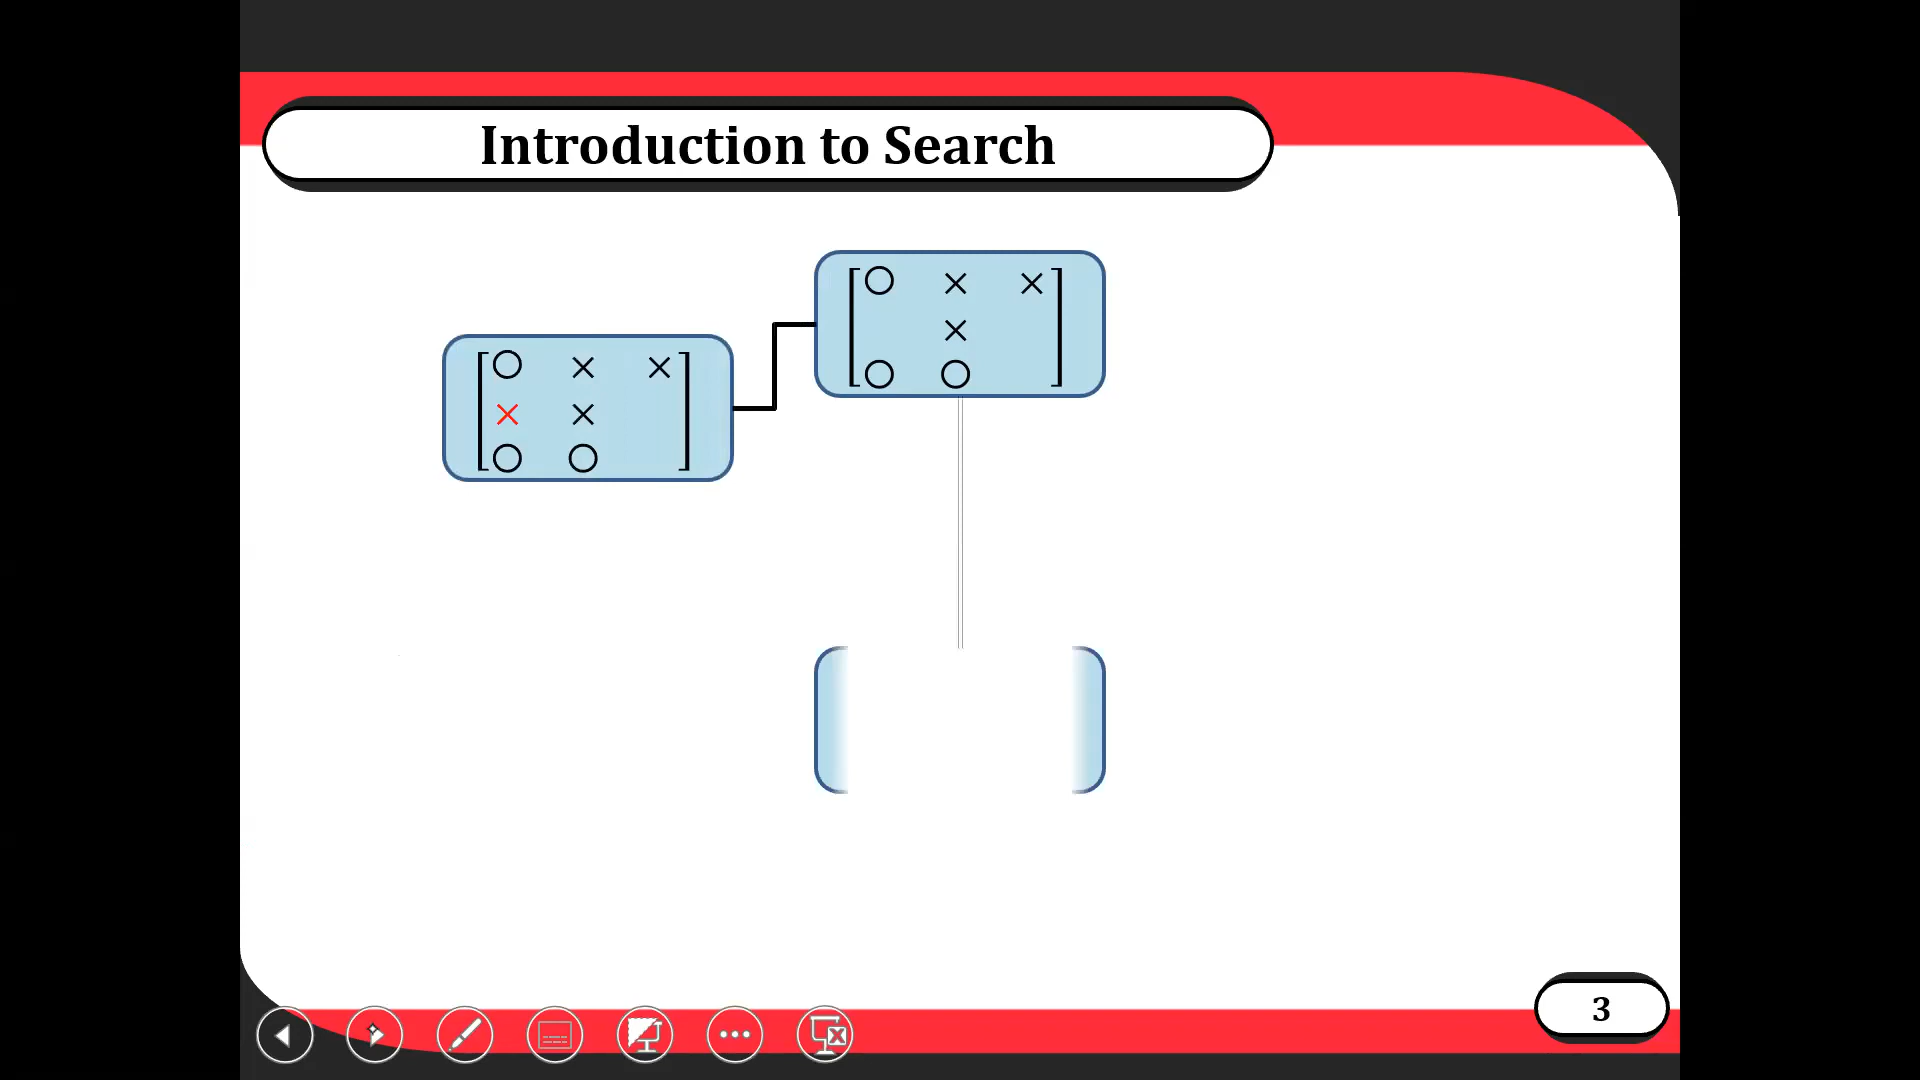 Introduction to Search
○ × ×
×
○ ○
○ × ×
× ×
○ ○
3